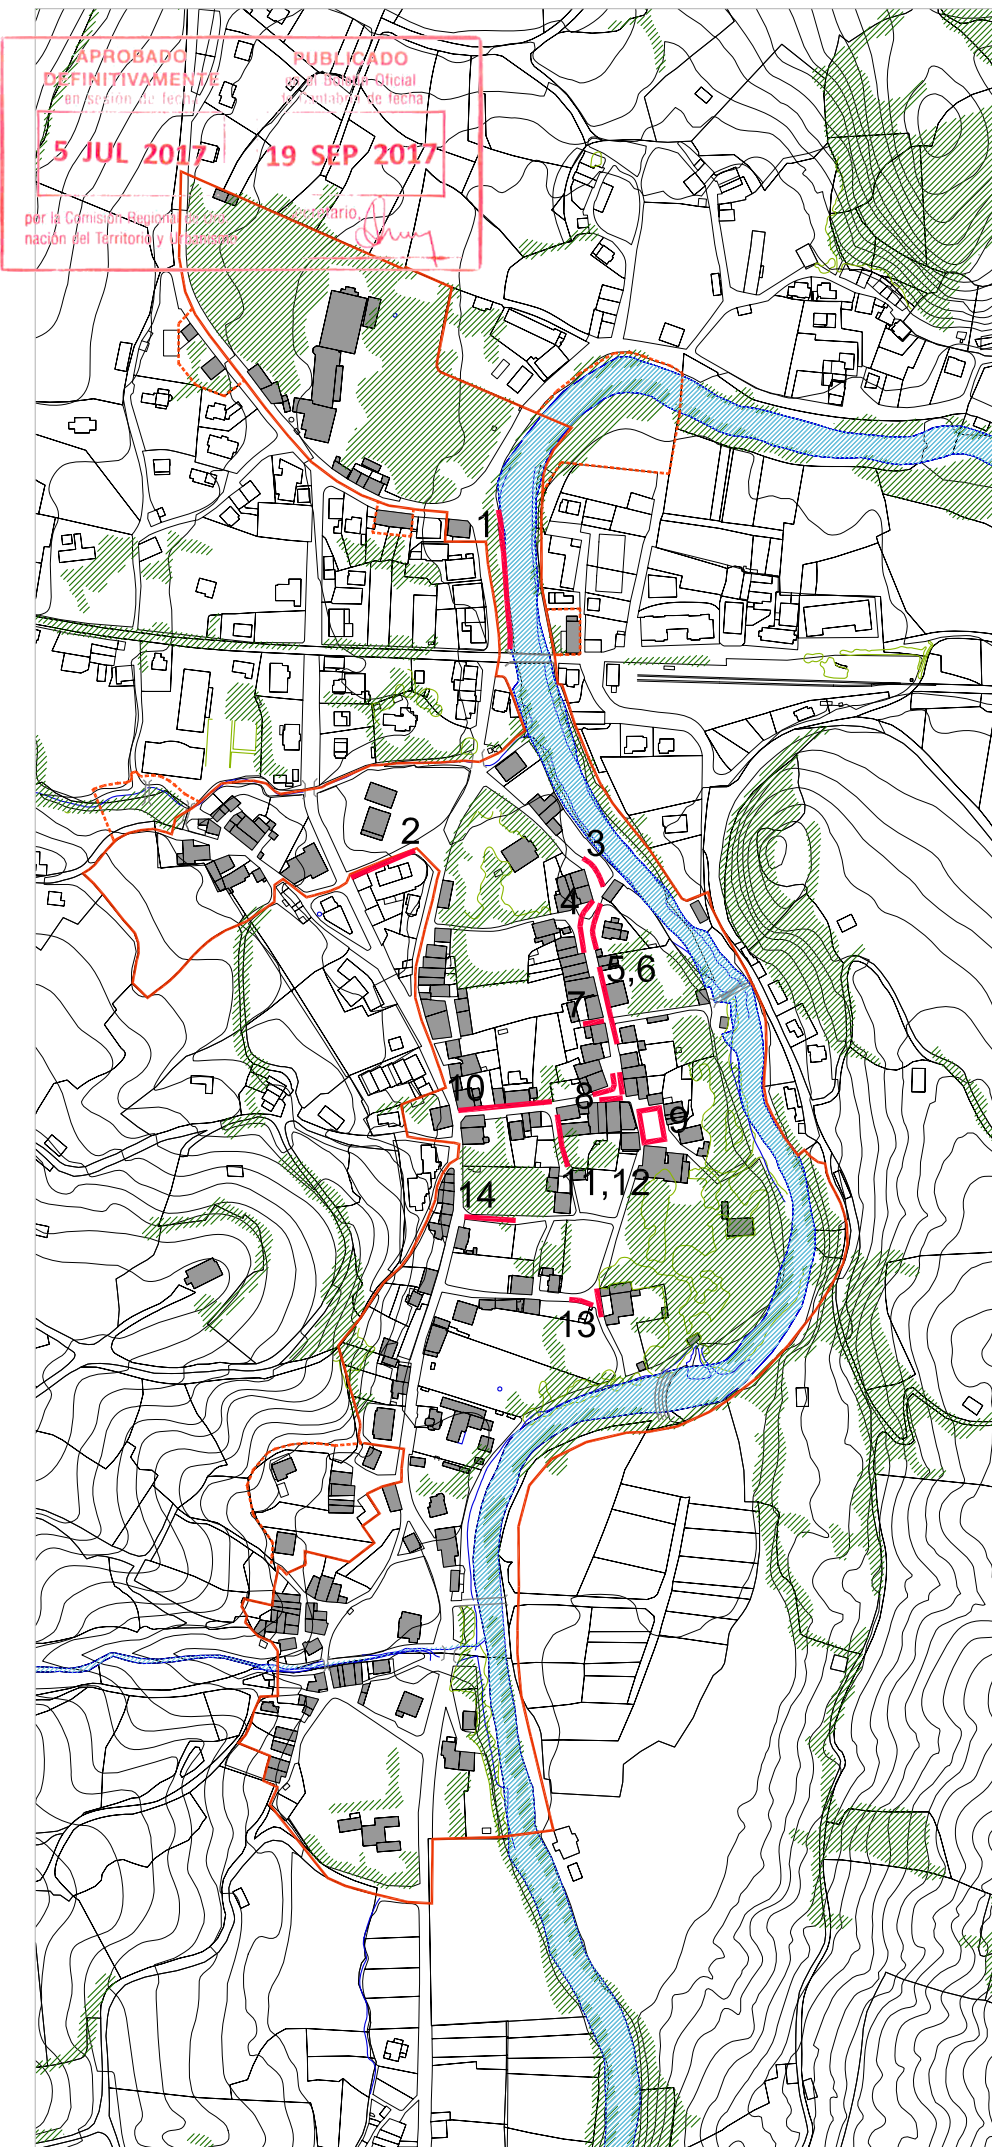 APROBADO
DEFINITIVAMENTE
en sesión de fecha
PUBLICADO
en el Boletín Oficial
de Cantabria de fecha
5 JUL 2017
19 SEP 2017
por la Comisión Regional de
nación del Territorio y Urbanismo
Secretario,
1
2
3
4
5,6
7
8
9
10
11,12
14
13